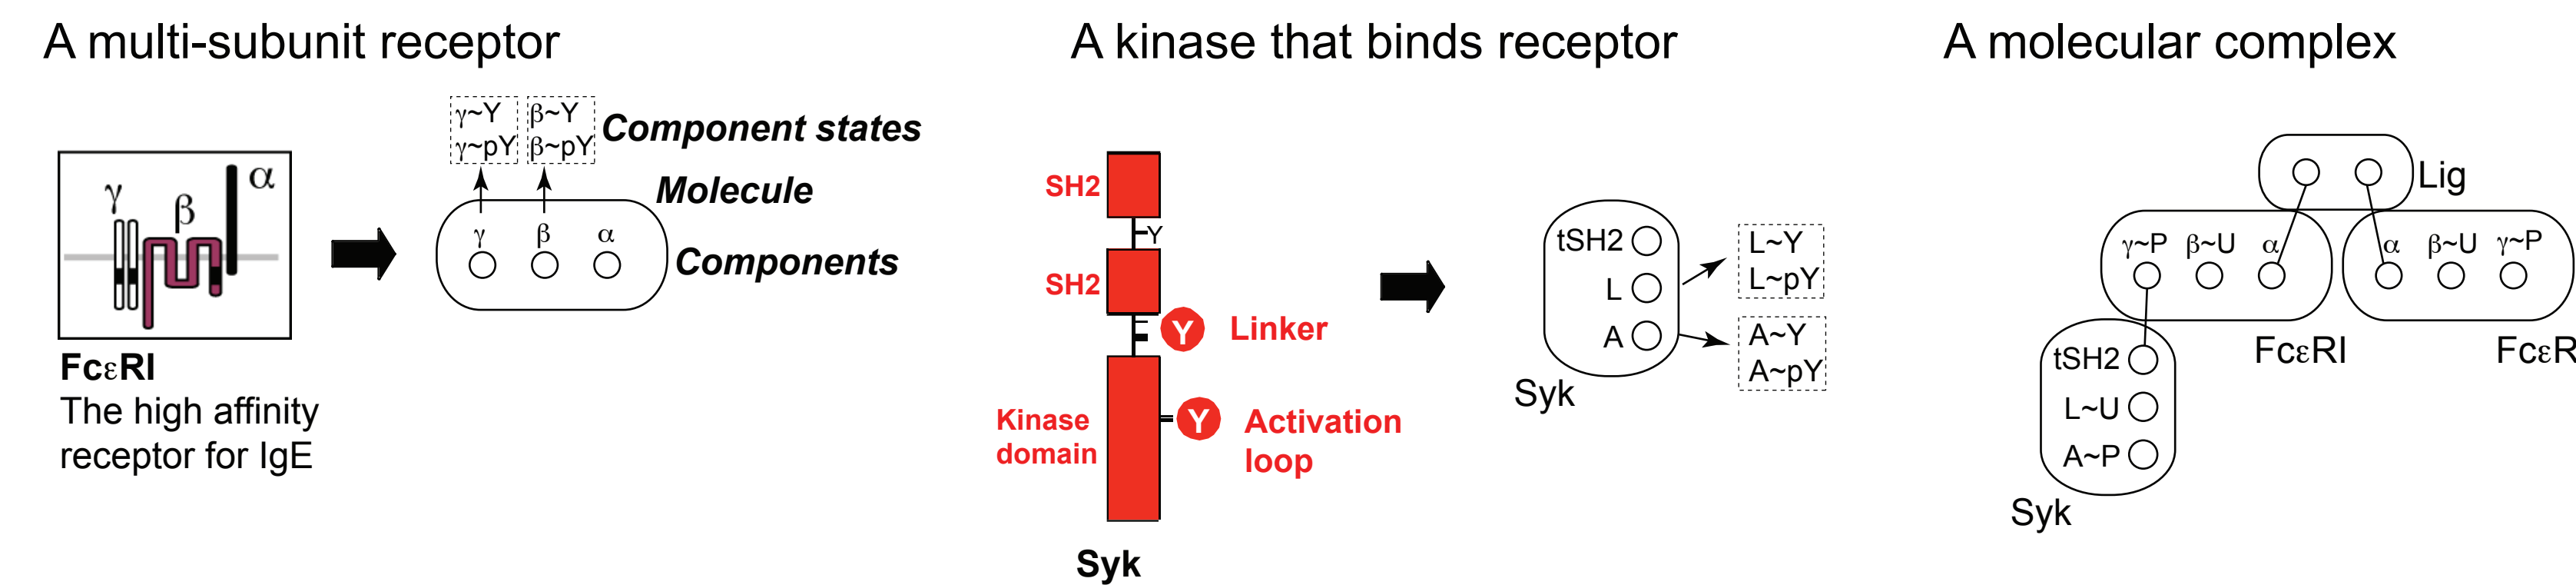 A multi-subunit receptor
γ
β
α
FcεRI
The high affinity
receptor for IgE
γ~Y
γ~pY
β~Y
β~pY
Component states
Molecule
γ
β
α
Components
A kinase that binds receptor
SH2
Y
SH2
Y
Linker
Kinase
domain
Y
Activation
loop
Syk
tSH2
L
A
Syk
L~Y
L~pY
A~Y
A~pY
A molecular complex
Lig
γ~P
β~U
α
α
β~U
γ~P
FcεRI
FcεR
tSH2
L~U
A~P
Syk